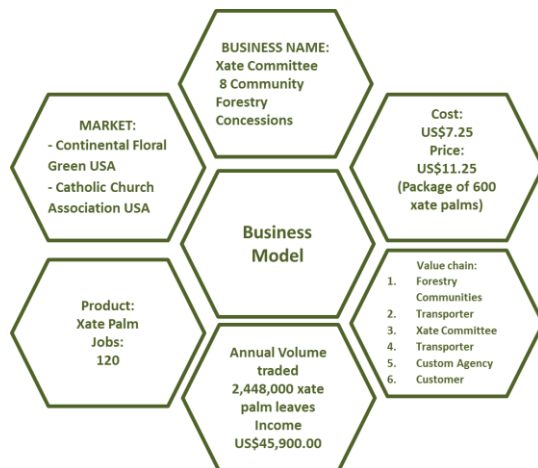 BUSINESS NAME:
Xate Committee
8 Community
Forestry
Concessions
MARKET:
- Continental Floral
Green USA
- Catholic Church
Association USA
Cost:
US$7.25
Price:
US$11.25
(Package of 600
xate palms)
Business
Model
Product:
Xate Palm
Jobs:
120
Value chain:
1. Forestry
Communities
2. Transporter
3. Xate Committee
4. Transporter
5. Custom Agency
6. Customer
Annual Volume
traded
2,448,000 xate
palm leaves
Income
US$45,900.00